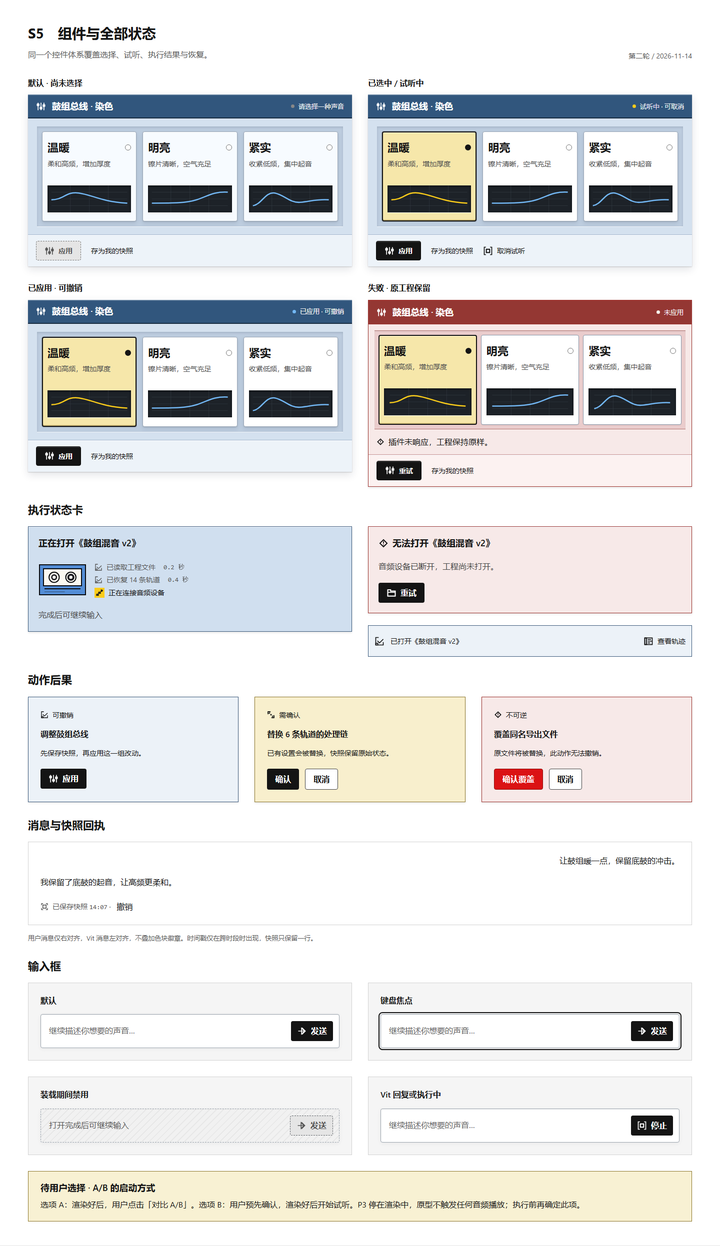 S5 组件与全部状态
同一个控件体系覆盖选择、试听、执行结果与恢复。
第二轮 / 2026-11-14
默认 · 尚未选择
鼓组总线 · 染色
请选择一种声音
温暖
柔和高频，增加厚度
明亮
镲片清晰，空气充足
紧实
收紧低频，集中起音
应用
存为我的快照
已选中 / 试听中
鼓组总线 · 染色
试听中 · 可取消
温暖
柔和高频，增加厚度
明亮
镲片清晰，空气充足
紧实
收紧低频，集中起音
应用
存为我的快照
取消试听
已应用 · 可撤销
鼓组总线 · 染色
已应用 · 可撤销
温暖
柔和高频，增加厚度
明亮
镲片清晰，空气充足
紧实
收紧低频，集中起音
应用
存为我的快照
失败 · 原工程保留
鼓组总线 · 染色
未应用
温暖
柔和高频，增加厚度
明亮
镲片清晰，空气充足
紧实
收紧低频，集中起音
插件未响应，工程保持原样。
重试
存为我的快照
执行状态卡
正在打开《鼓组混音 v2》
已读取工程文件 0.2 秒
已恢复 14 条轨道 0.4 秒
正在连接音频设备
完成后可继续输入
无法打开《鼓组混音 v2》
音频设备已断开，工程尚未打开。
重试
已打开《鼓组混音 v2》
查看轨迹
动作后果
可撤销
调整鼓组总线
先保存快照，再应用这一组改动。
应用
需确认
替换 6 条轨道的处理链
已有设置会被替换，快照保留原始状态。
确认
取消
不可逆
覆盖同名导出文件
原文件将被替换，此动作无法撤销。
确认覆盖
取消
消息与快照回执
让鼓组暖一点，保留底鼓的冲击。
我保留了底鼓的起音，让高频更柔和。
已保存快照 14:07 · 撤销
用户消息仅右对齐，Vit 消息左对齐，不叠加色块徽章。时间戳仅在跨时段时出现，快照只保留一行。
输入框
默认
继续描述你想要的声音...
发送
键盘焦点
继续描述你想要的声音...
发送
装载期间禁用
打开完成后可继续输入
发送
Vit 回复或执行中
继续描述你想要的声音...
停止
待用户选择 · A/B 的启动方式
选项 A：渲染好后，用户点击「对比 A/B」。选项 B：用户预先确认，渲染好后开始试听。P3 停在渲染中，原型不触发任何音频播放；执行前再确定此项。